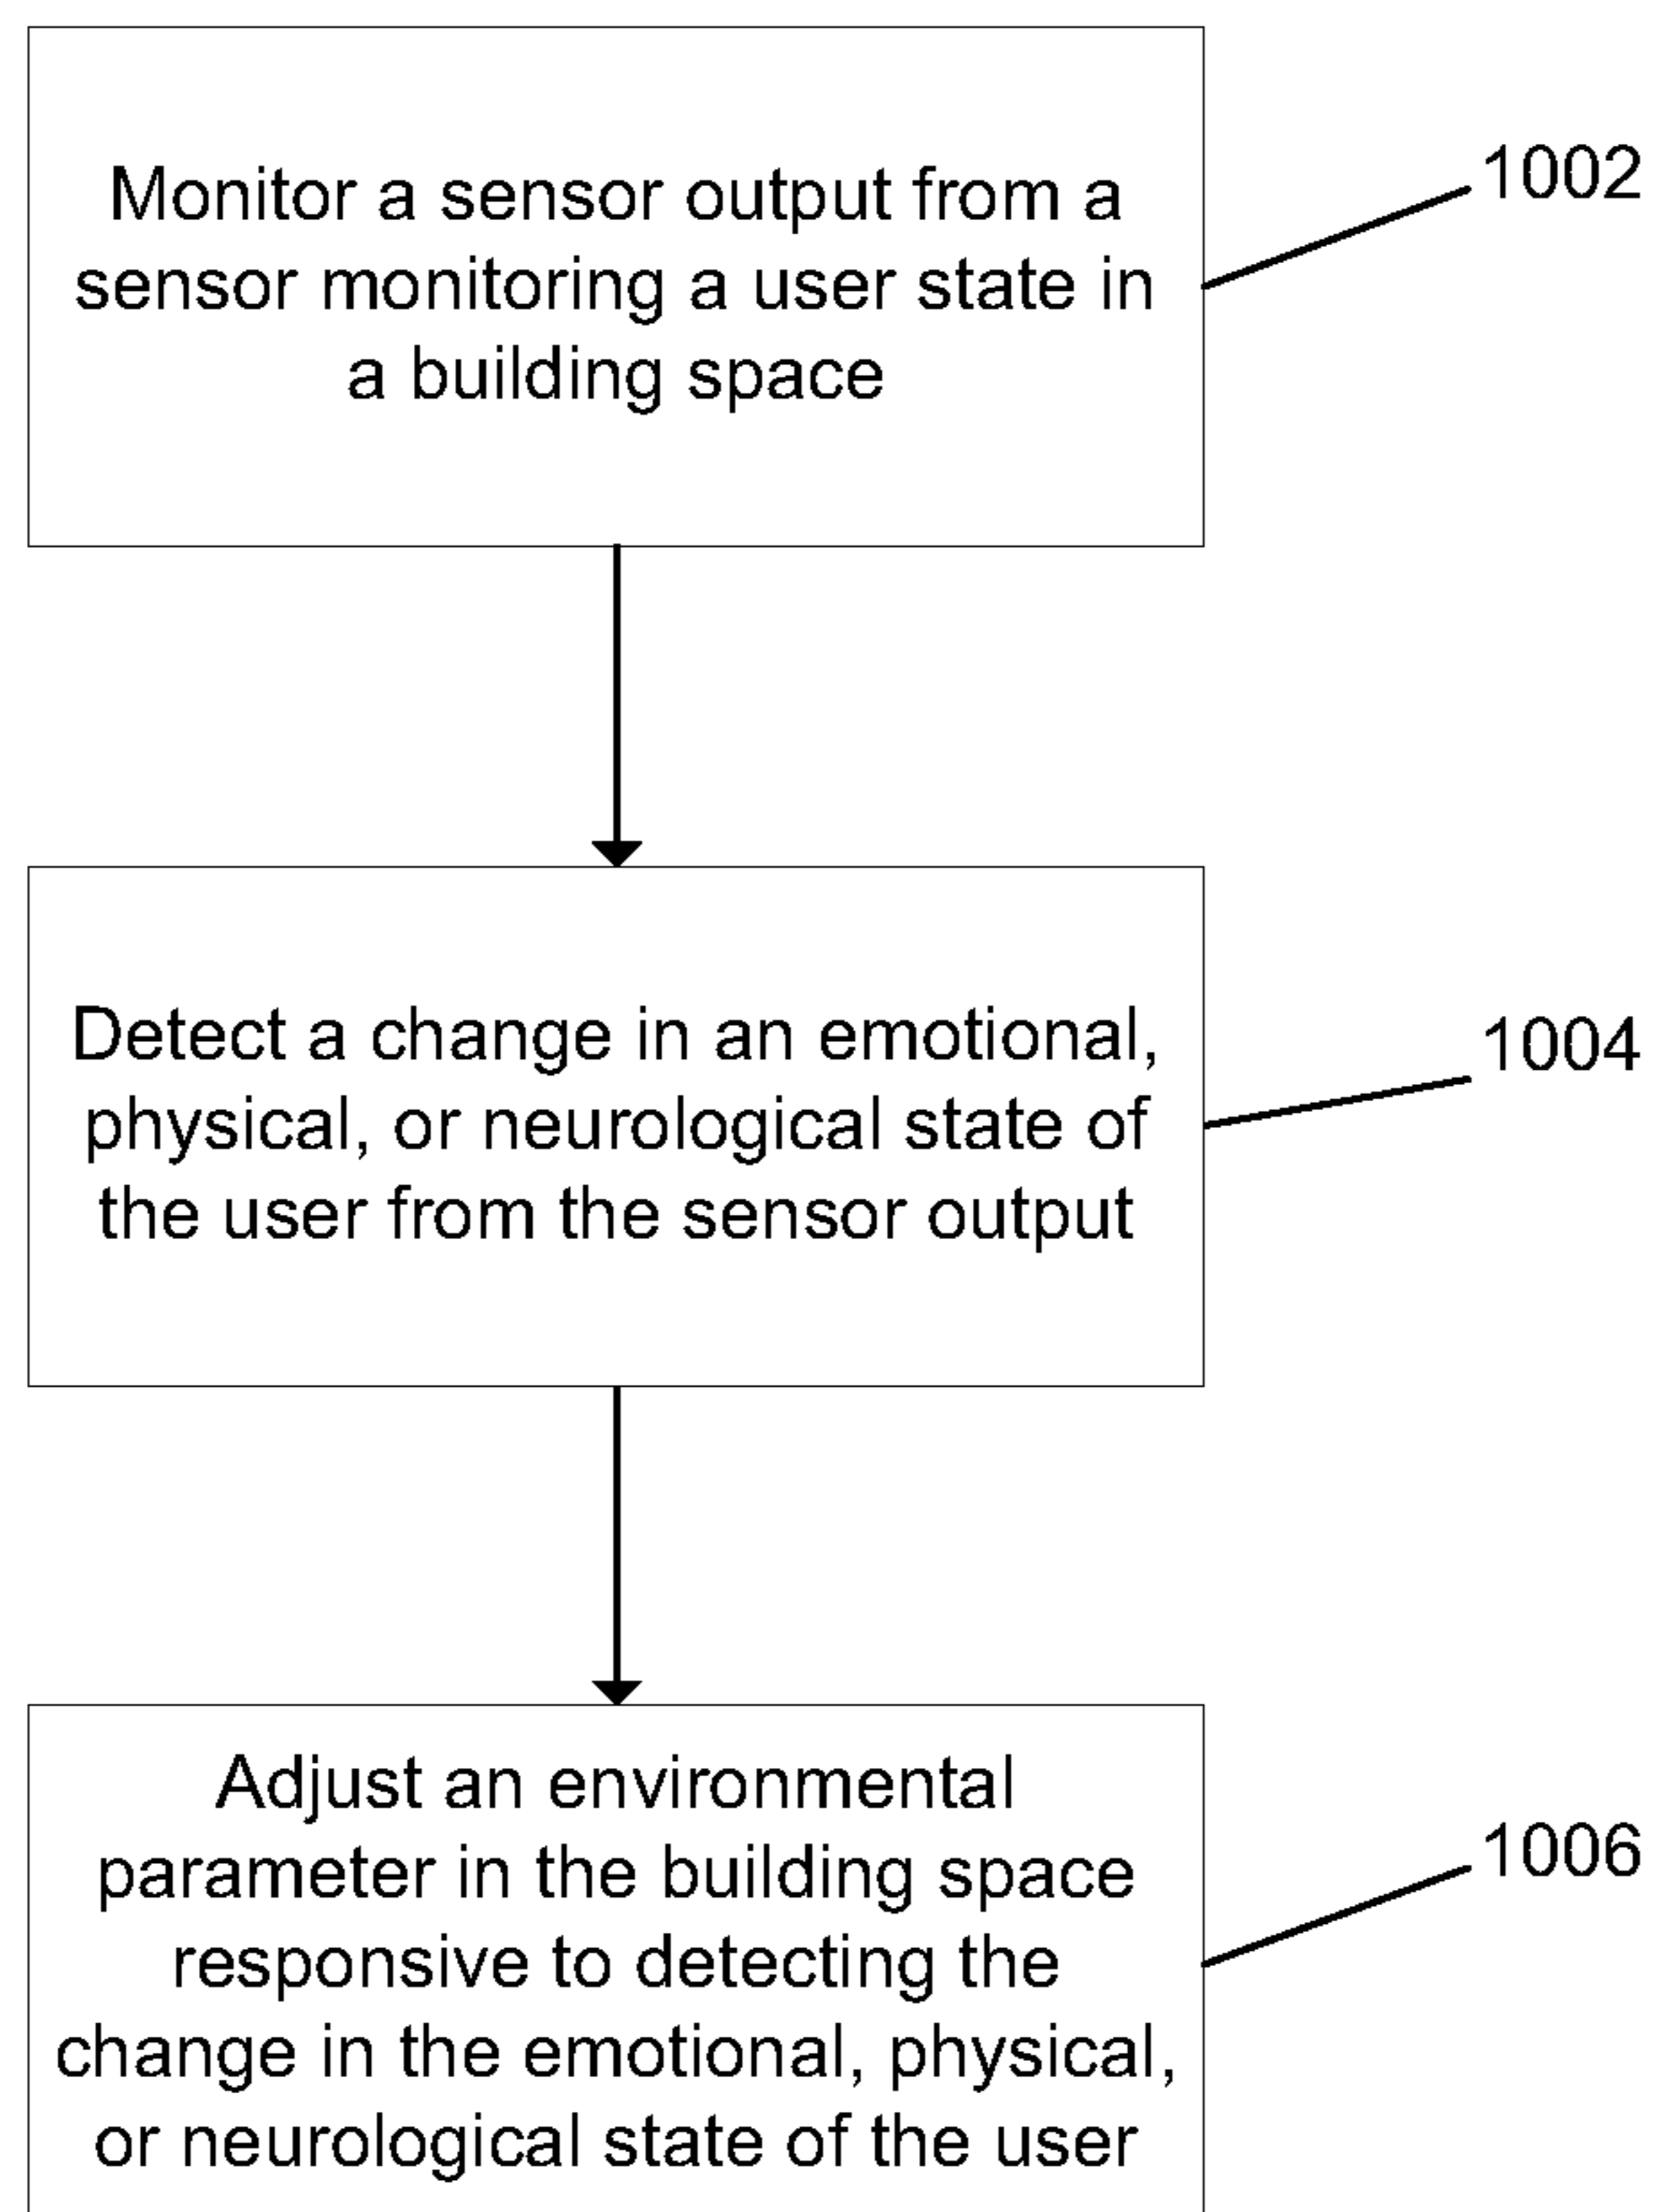 Monitor a sensor output from a
sensor monitoring a user state in
a building space
1002
Detect a change in an emotional,
physical, or neurological state of
the user from the sensor output
1004
Adjust an environmental
parameter in the building space
responsive to detecting the
change in the emotional, physical,
or neurological state of the user
1006